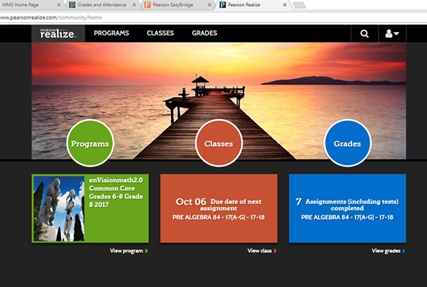 MMS Home Page
Grades and Attendance
Pearson EasyBridge
Pearson Realize
ww.pearsonrealize.com/community/home
PEARSON
realize.
PROGRAMS CLASSES GRADES
Programs
Classes
Grades
enVisionmath2.0
Common Core
Grades 6-8 Grade
8 2017
View program
Oct 06 Due date of next
assignment
PRE ALGEBRA 84 - 17(A-G) - 17-18
View class
7 Assignments (including tests)
completed
PRE ALGEBRA 84 - 17(A-G) - 17-18
View grades